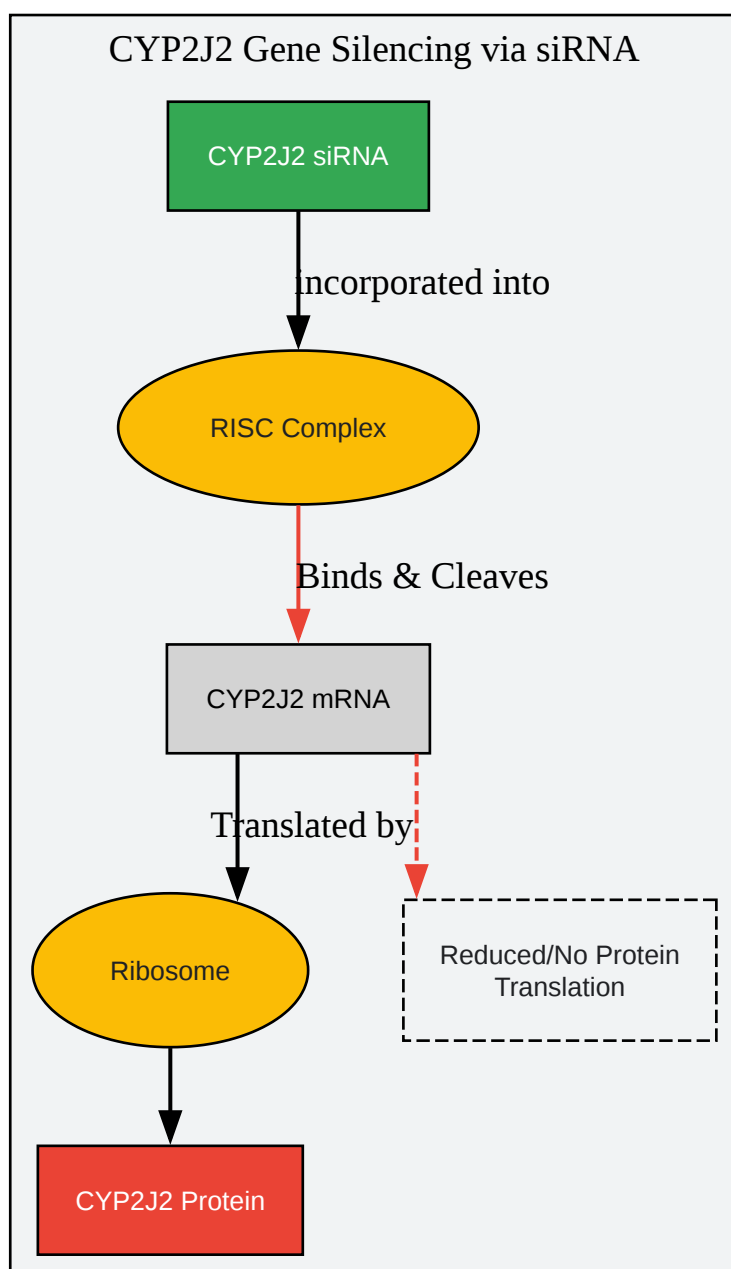 CYP2J2 Gene Silencing via siRNA
CYP2J2 siRNA
incorporated into
RISC Complex
Binds & Cleaves
CYP2J2 mRNA
Translated by
Ribosome
Reduced/No Protein
Translation
CYP2J2 Protein